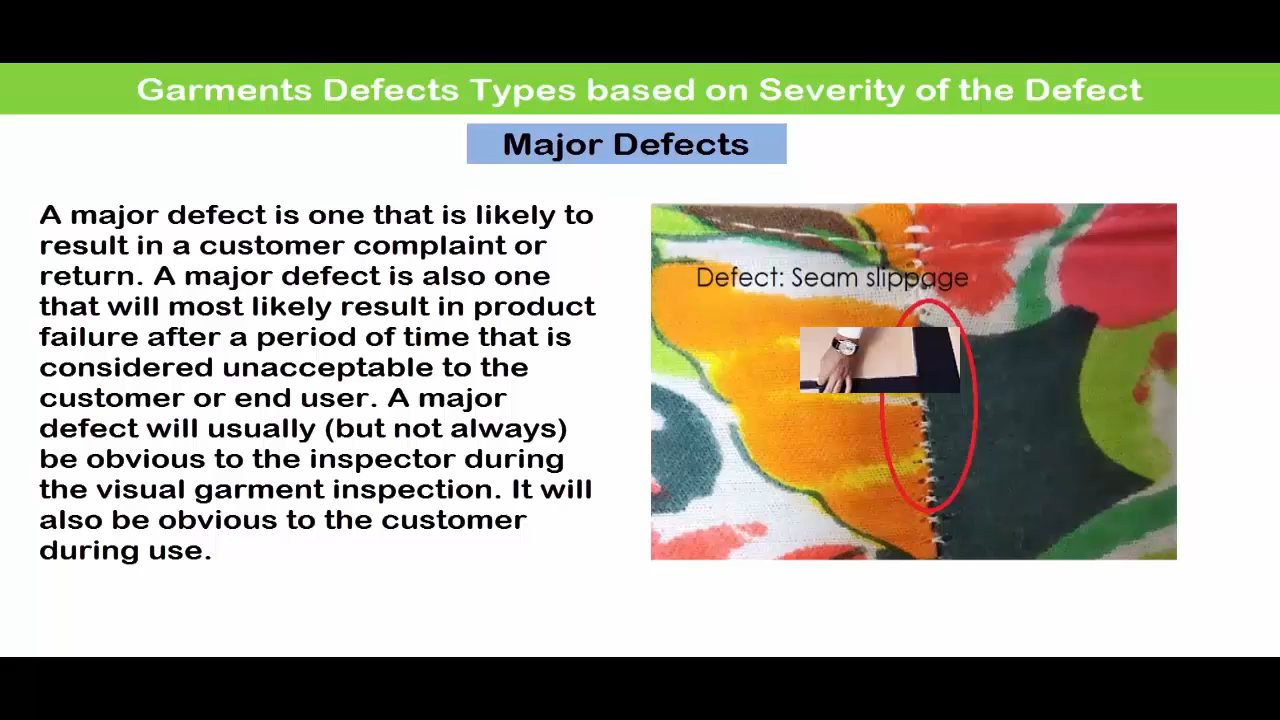 Garments Defects Types based on Severity of the Defect
Major Defects
A major defect is one that is likely to
result in a customer complaint or
return. A major defect is also one
that will most likely result in product
failure after a period of time that is
considered unacceptable to the
customer or end user. A major
defect will usually (but not always)
be obvious to the inspector during
the visual garment inspection. It will
also be obvious to the customer
during use.
Defect: Seam slippage